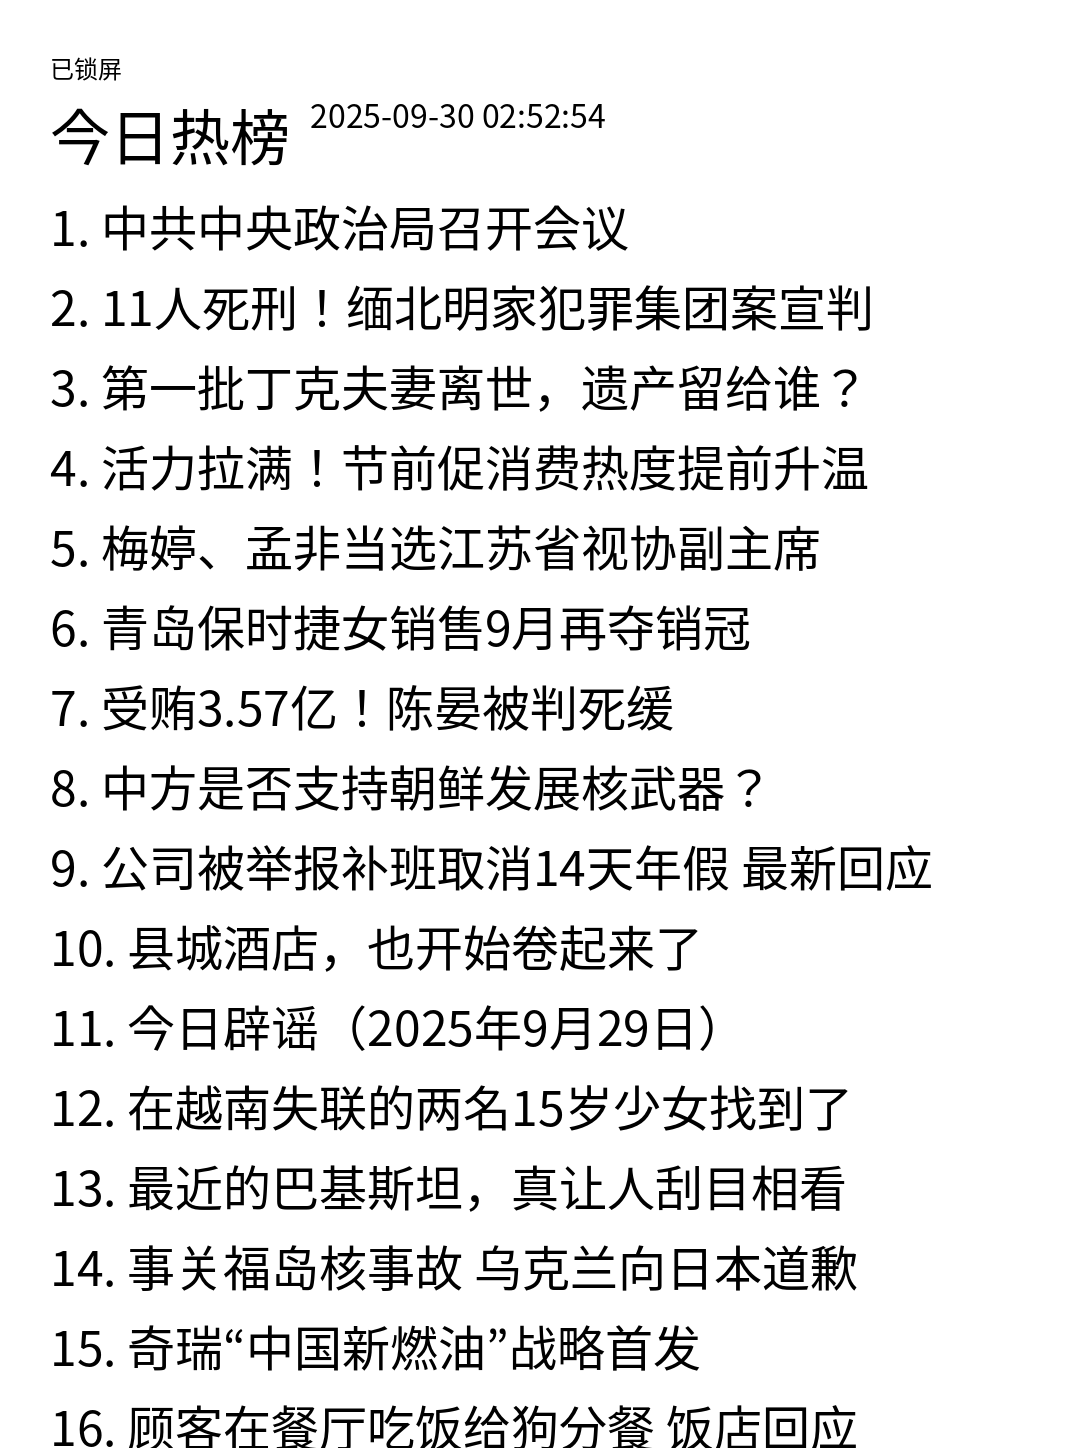 已锁屏
今日热榜 2025-09-30 02:52:54
1. 中共中央政治局召开会议
2. 11人死刑！缅北明家犯罪集团案宣判
3. 第一批丁克夫妻离世，遗产留给谁？
4. 活力拉满！节前促消费热度提前升温
5. 梅婷、孟非当选江苏省视协副主席
6. 青岛保时捷女销售9月再夺销冠
7. 受贿3.57亿！陈晏被判死缓
8. 中方是否支持朝鲜发展核武器？
9. 公司被举报补班取消14天年假 最新回应
10. 县城酒店，也开始卷起来了
11. 今日辟谣（2025年9月29日）
12. 在越南失联的两名15岁少女找到了
13. 最近的巴基斯坦，真让人刮目相看
14. 事关福岛核事故 乌克兰向日本道歉
15. 奇瑞“中国新燃油”战略首发
16. 顾客在餐厅吃饭给狗分餐 饭店回应